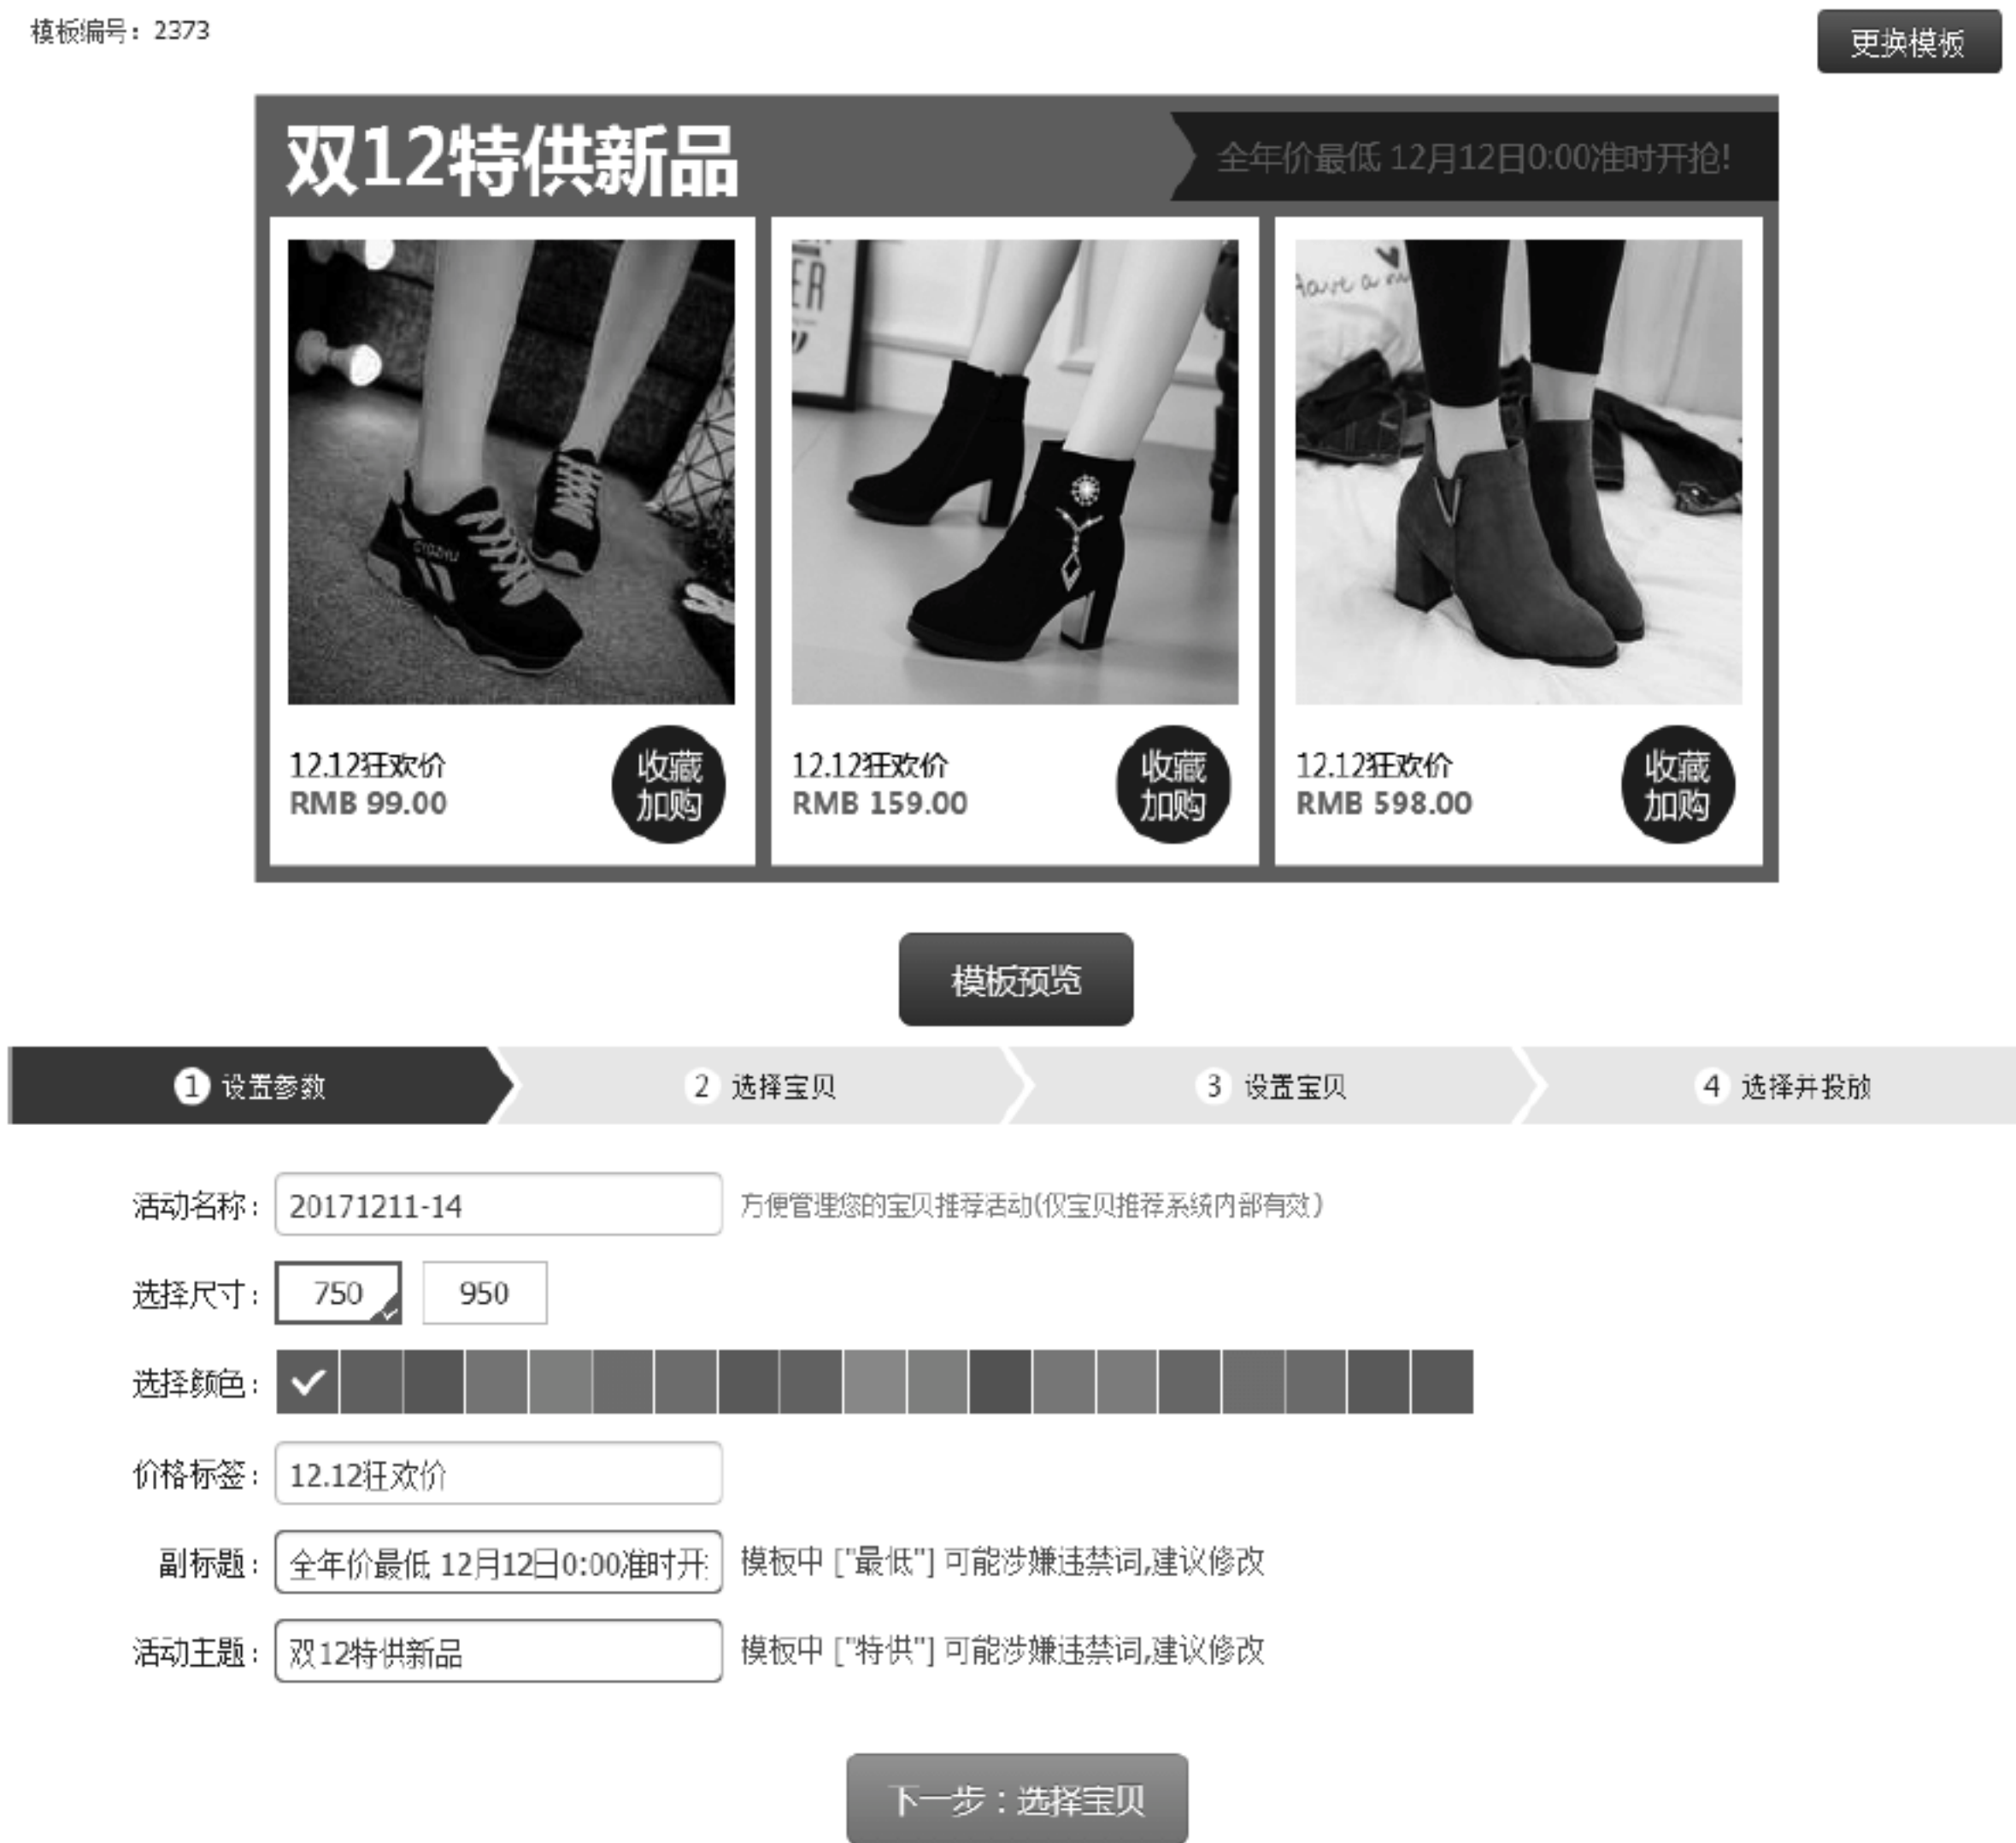 模板编号：2373
更换模板
双12特供新品
全年价最低 12月12日0:00准时开抢!
12.12狂欢价
RMB 99.00
收藏
加购
12.12狂欢价
RMB 159.00
收藏
加购
12.12狂欢价
RMB 598.00
收藏
加购
模板预览
1 设置参数
2 选择宝贝
3 设置宝贝
4 选择并投放
活动名称： 20171211-14 方便管理您的宝贝推荐活动(仅宝贝推荐系统内部有效)
选择尺寸： 750 950
选择颜色：
价格标签： 12.12狂欢价
副标题： 全年价最低 12月12日0:00准时开 模板中 ["最低"] 可能涉嫌违禁词,建议修改
活动主题： 双12特供新品 模板中 ["特供"] 可能涉嫌违禁词,建议修改
下一步：选择宝贝